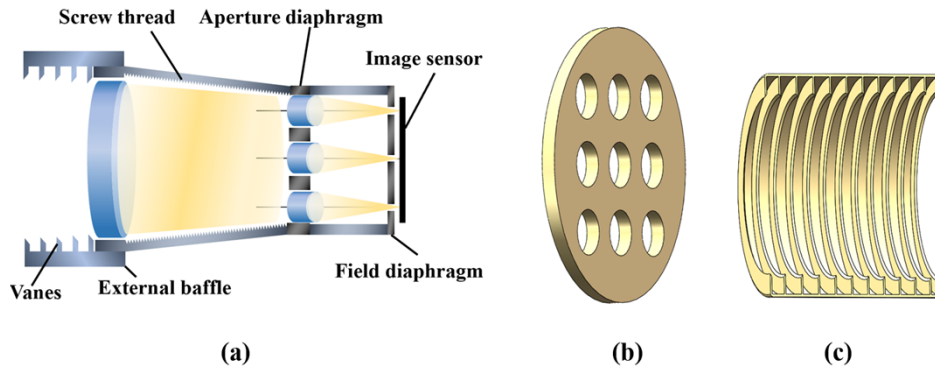 Screw thread
Aperture diaphragm
Image sensor
Vanes
External baffle
Field diaphragm
(a)
(b)
(c)